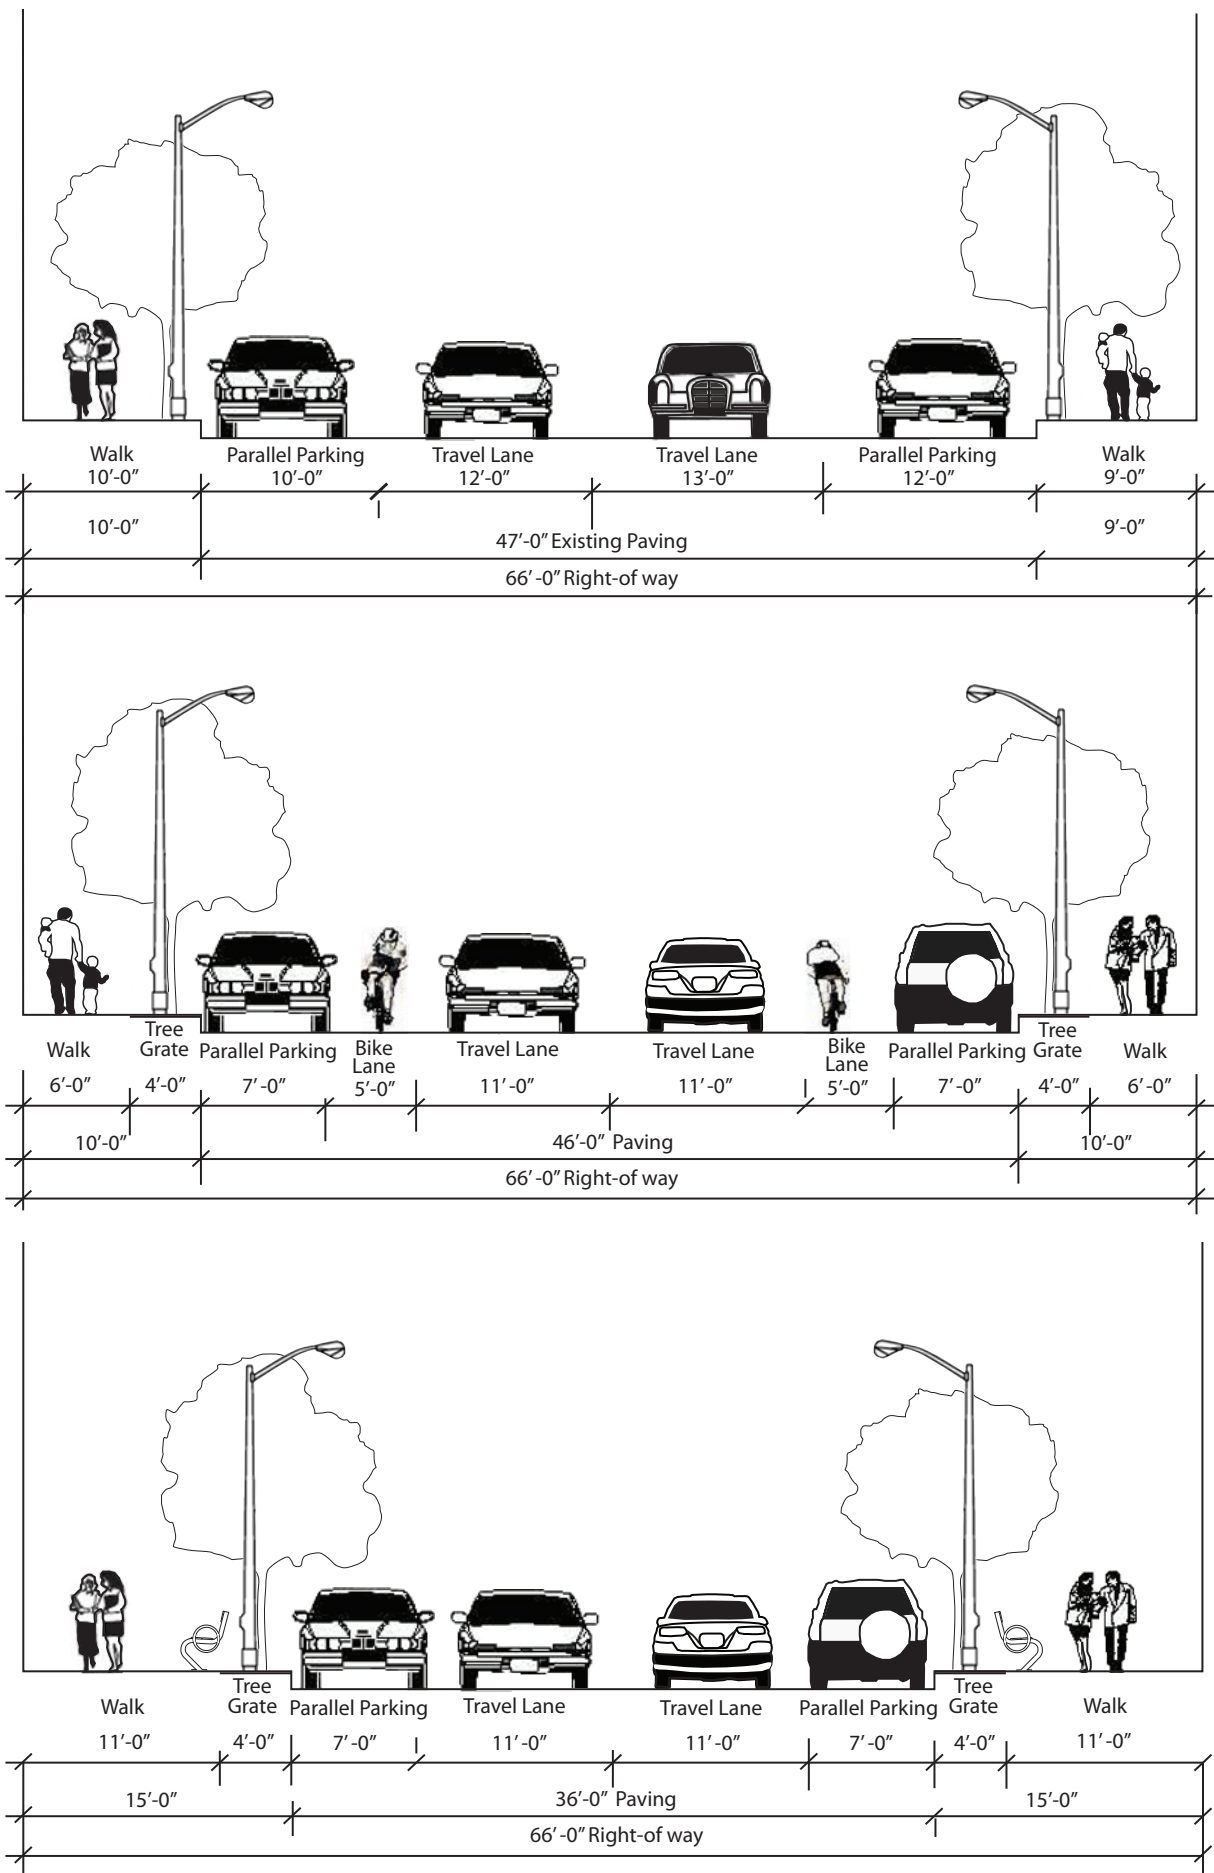 Walk Parallel Parking Travel Lane Travel Lane Parallel Parking Walk
10’-0” 10’-0” 12’-0” 13’-0” 12’-0” 9’-0”
10’-0” 9’-0”
47’-0” Existing Paving
66’-0” Right-of way
Tree Bike Bike Tree
Walk Grate Parallel Parking Lane Travel Lane Travel Lane Lane Parallel Parking Grate Walk
6’-0” 4’-0” 7’-0” 5’-0” 11’-0” 11’-0” 5’-0” 7’-0” 4’-0” 6’-0”
10’-0” 46’-0” Paving 10’-0”
66’-0” Right-of way
Tree Tree
Walk Grate Parallel Parking Travel Lane Travel Lane Parallel Parking Grate Walk
11’-0” 4’-0” 7’-0” 11’-0” 11’-0” 7’-0” 4’-0” 11’-0”
15’-0” 36’-0” Paving 15’-0”
66’-0” Right-of way